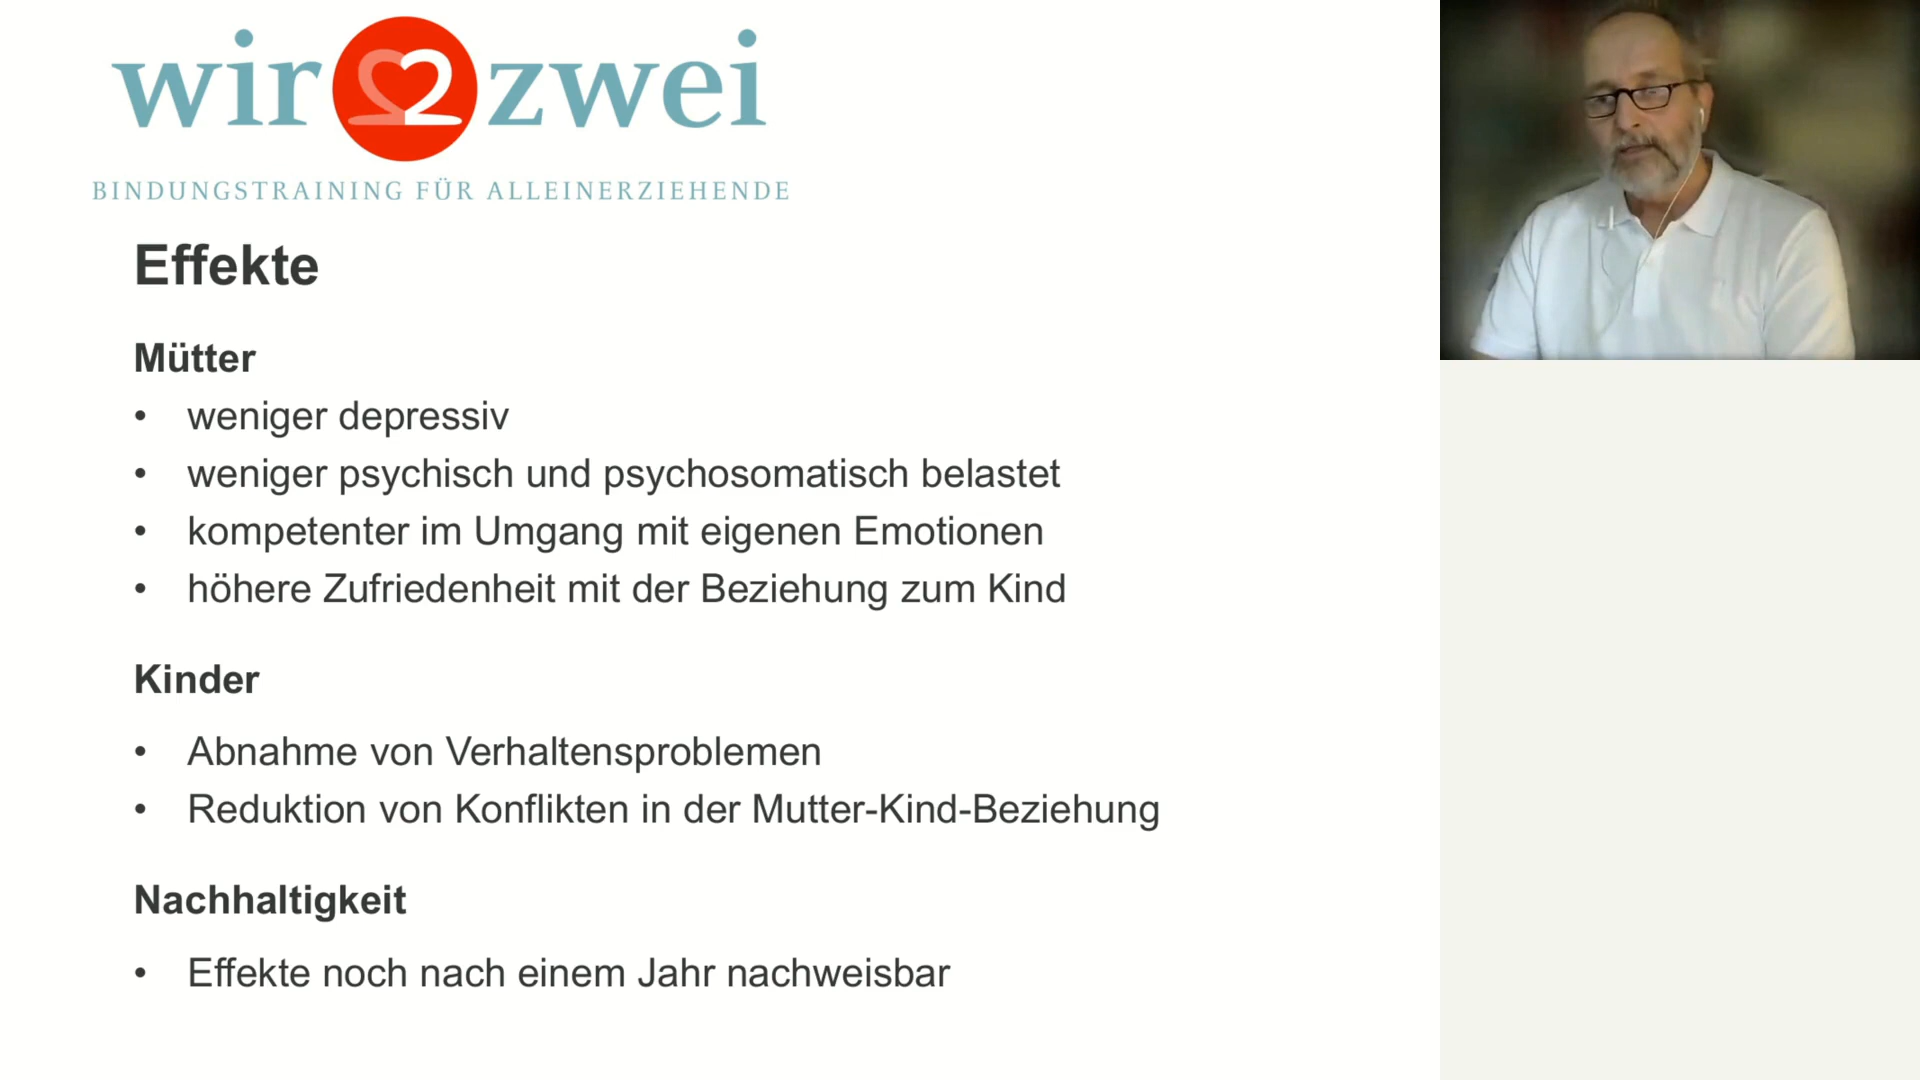 wir2zwei
BINDUNGSTRAINING FÜR ALLEINERZIEHENDE
Effekte
Mütter
• weniger depressiv
• weniger psychisch und psychosomatisch belastet
• kompetenter im Umgang mit eigenen Emotionen
• höhere Zufriedenheit mit der Beziehung zum Kind
Kinder
• Abnahme von Verhaltensproblemen
• Reduktion von Konflikten in der Mutter-Kind-Beziehung
Nachhaltigkeit
• Effekte noch nach einem Jahr nachweisbar